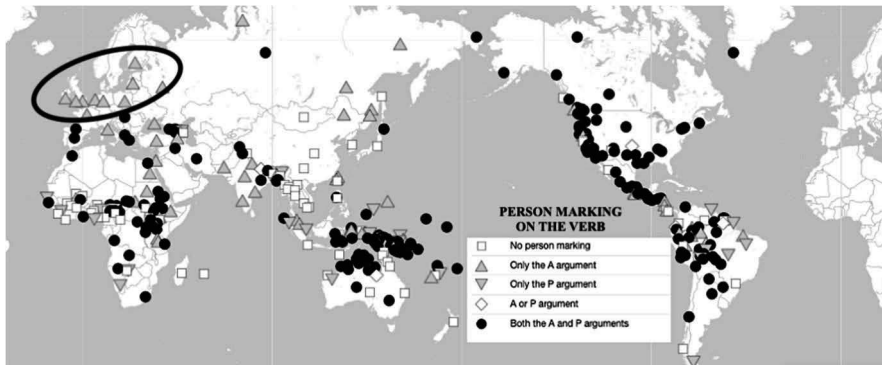 PERSON MARKING
ON THE VERB
No person marking
Only the A argument
Only the P argument
A or P argument
Both the A and P arguments